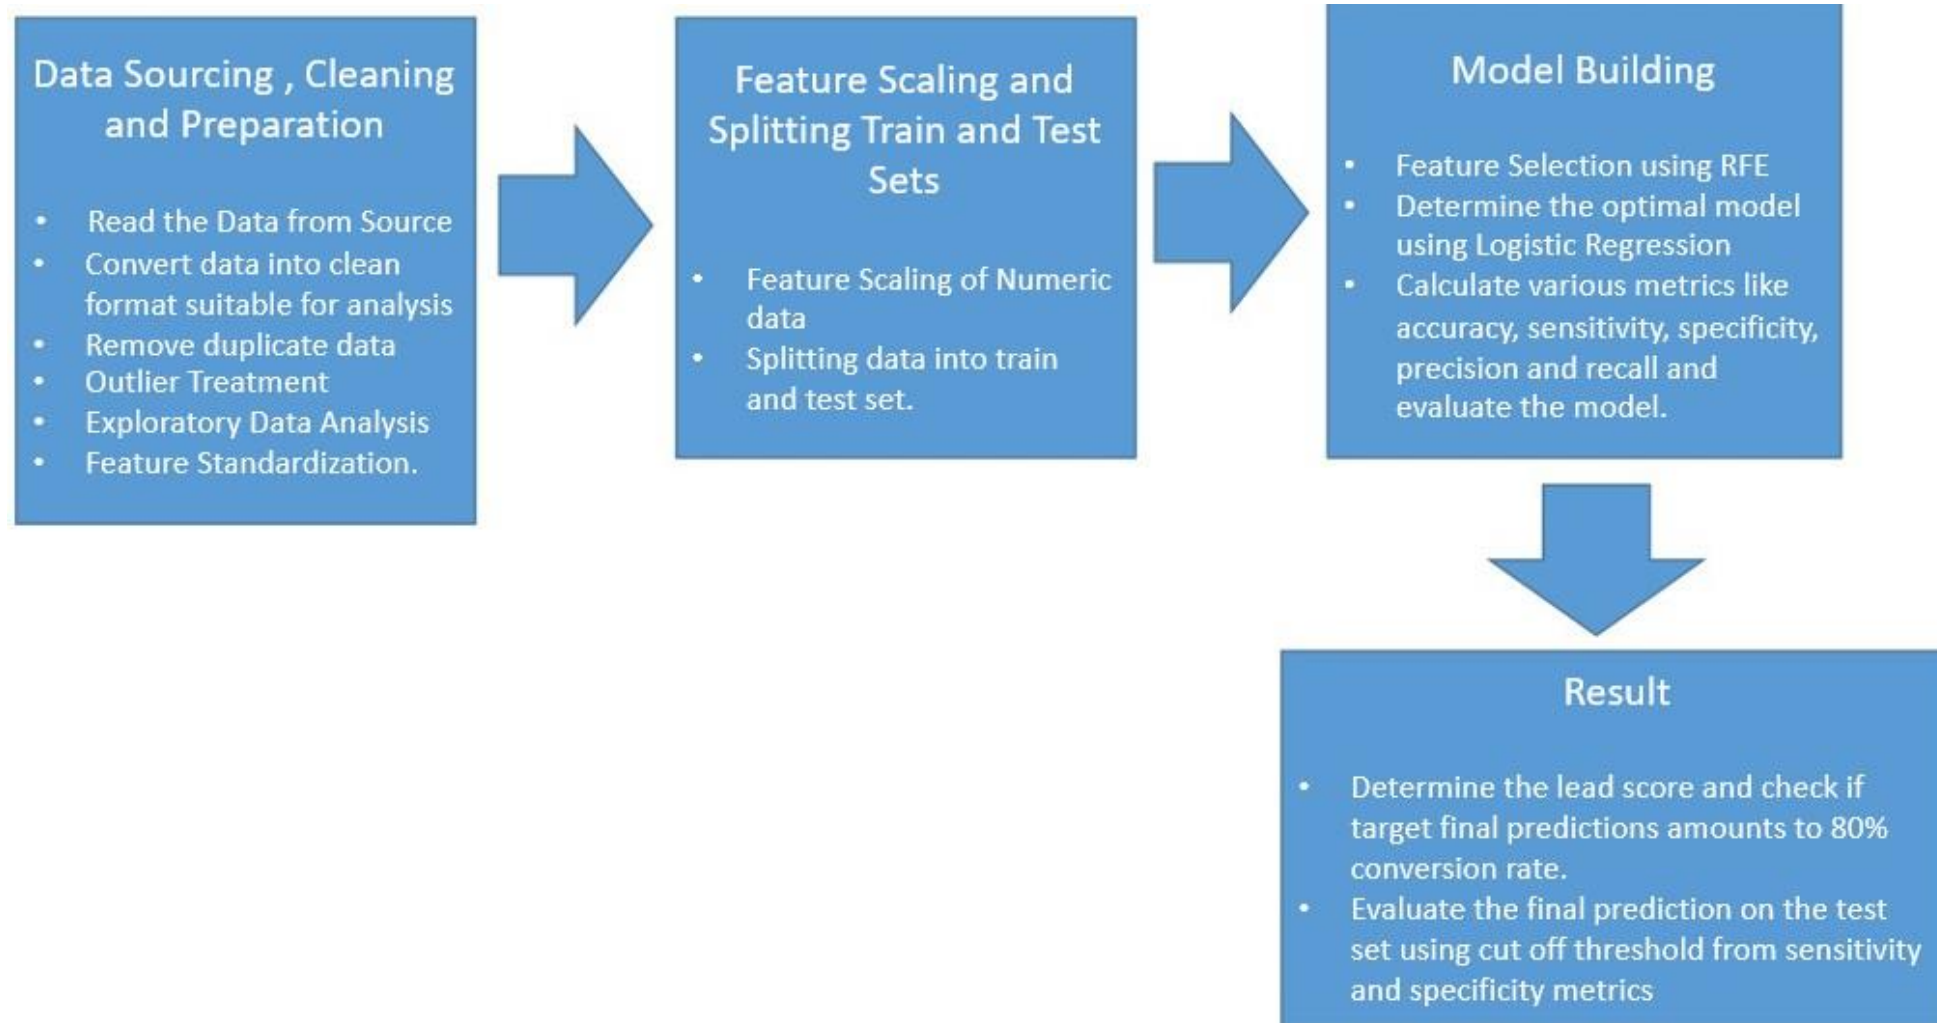 Data Sourcing , Cleaning
and Preparation
• Read the Data from Source
• Convert data into clean
format suitable for analysis
• Remove duplicate data
• Outlier Treatment
• Exploratory Data Analysis
• Feature Standardization.
Feature Scaling and
Splitting Train and Test
Sets
• Feature Scaling of Numeric
data
• Splitting data into train
and test set.
Model Building
• Feature Selection using RFE
• Determine the optimal model
using Logistic Regression
• Calculate various metrics like
accuracy, sensitivity, specificity,
precision and recall and
evaluate the model.
Result
• Determine the lead score and check if
target final predictions amounts to 80%
conversion rate.
• Evaluate the final prediction on the test
set using cut off threshold from sensitivity
and specificity metrics